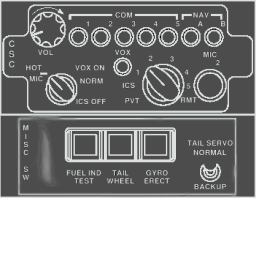 COM NAV
1 2 3 4 5 A B
C
S
C
VOL
VOX
MIC
HOT
MIC
VOX ON
NORM
ICS OFF
1 2 3 4 5
ICS
PVT
RMT
2
M
I
S
C
S
W
FUEL IND
TEST
TAIL
WHEEL
GYRO
ERECT
TAIL SERVO
NORMAL
BACKUP